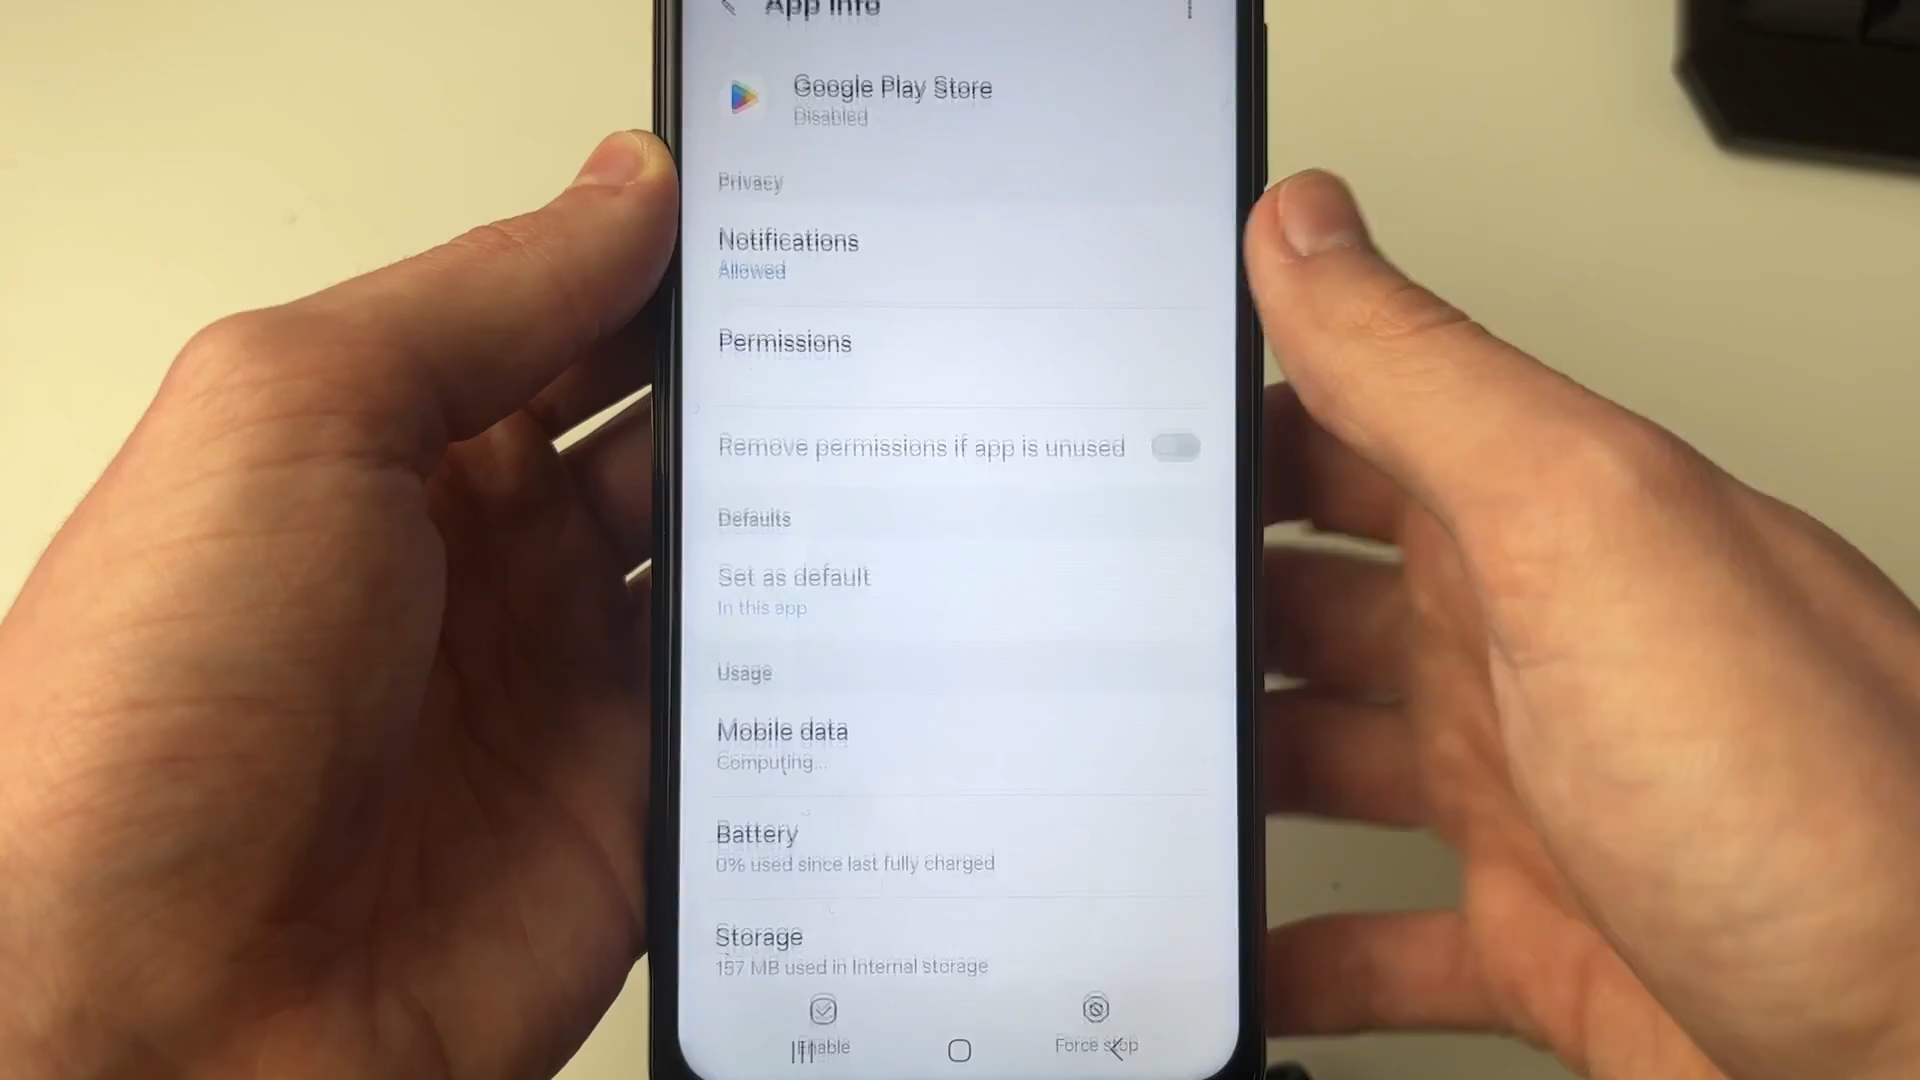 App info
Google Play Store
Disabled
Privacy
Notifications
Allowed
Permissions
Remove permissions if app is unused
Defaults
Set as default
In this app
Usage
Mobile data
Computing...
Battery
0% used since last fully charged
Storage
157 MB used in Internal storage
Enable
Force stop